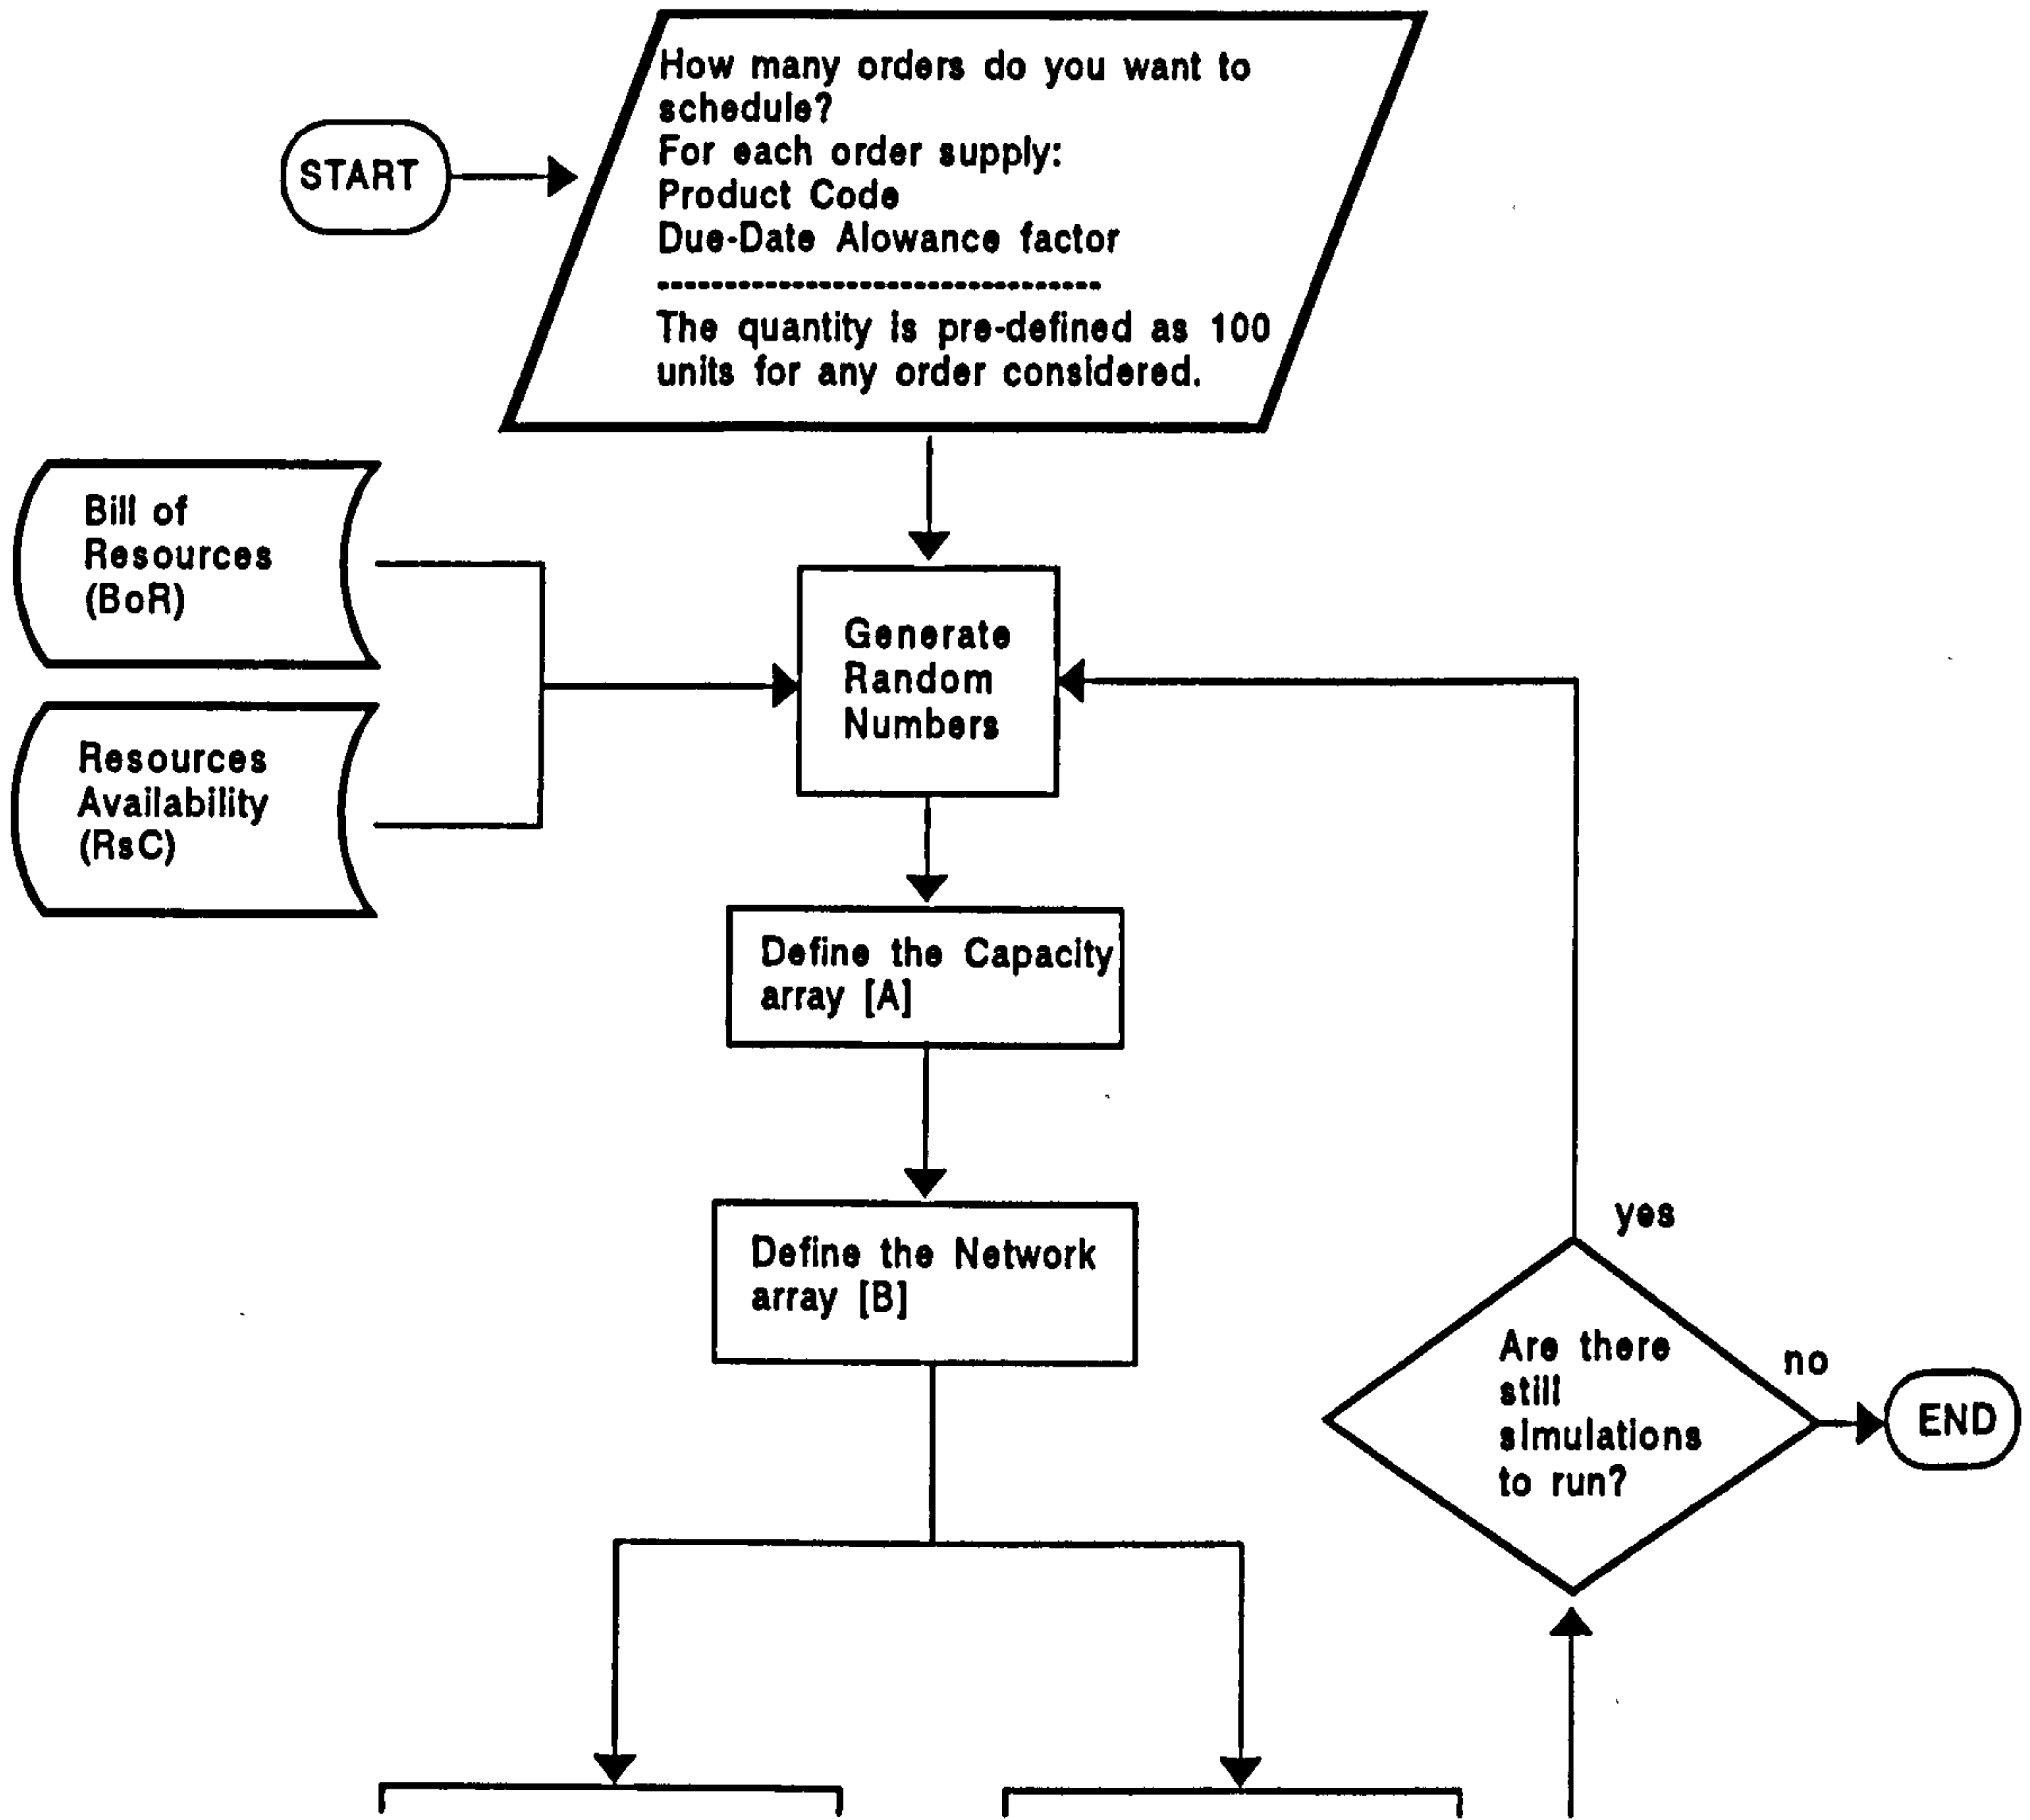 START
How many orders do you want to
schedule?
For each order supply:
Product Code
Due-Date Alowance factor
---------------------------------
The quantity is pre-defined as 100
units for any order considered.
Bill of
Resources
(BoR)
Resources
Availability
(RsC)
Generate
Random
Numbers
Define the Capacity
array [A]
Define the Network
array [B]
yes
Are there
still
simulations
to run?
no
END